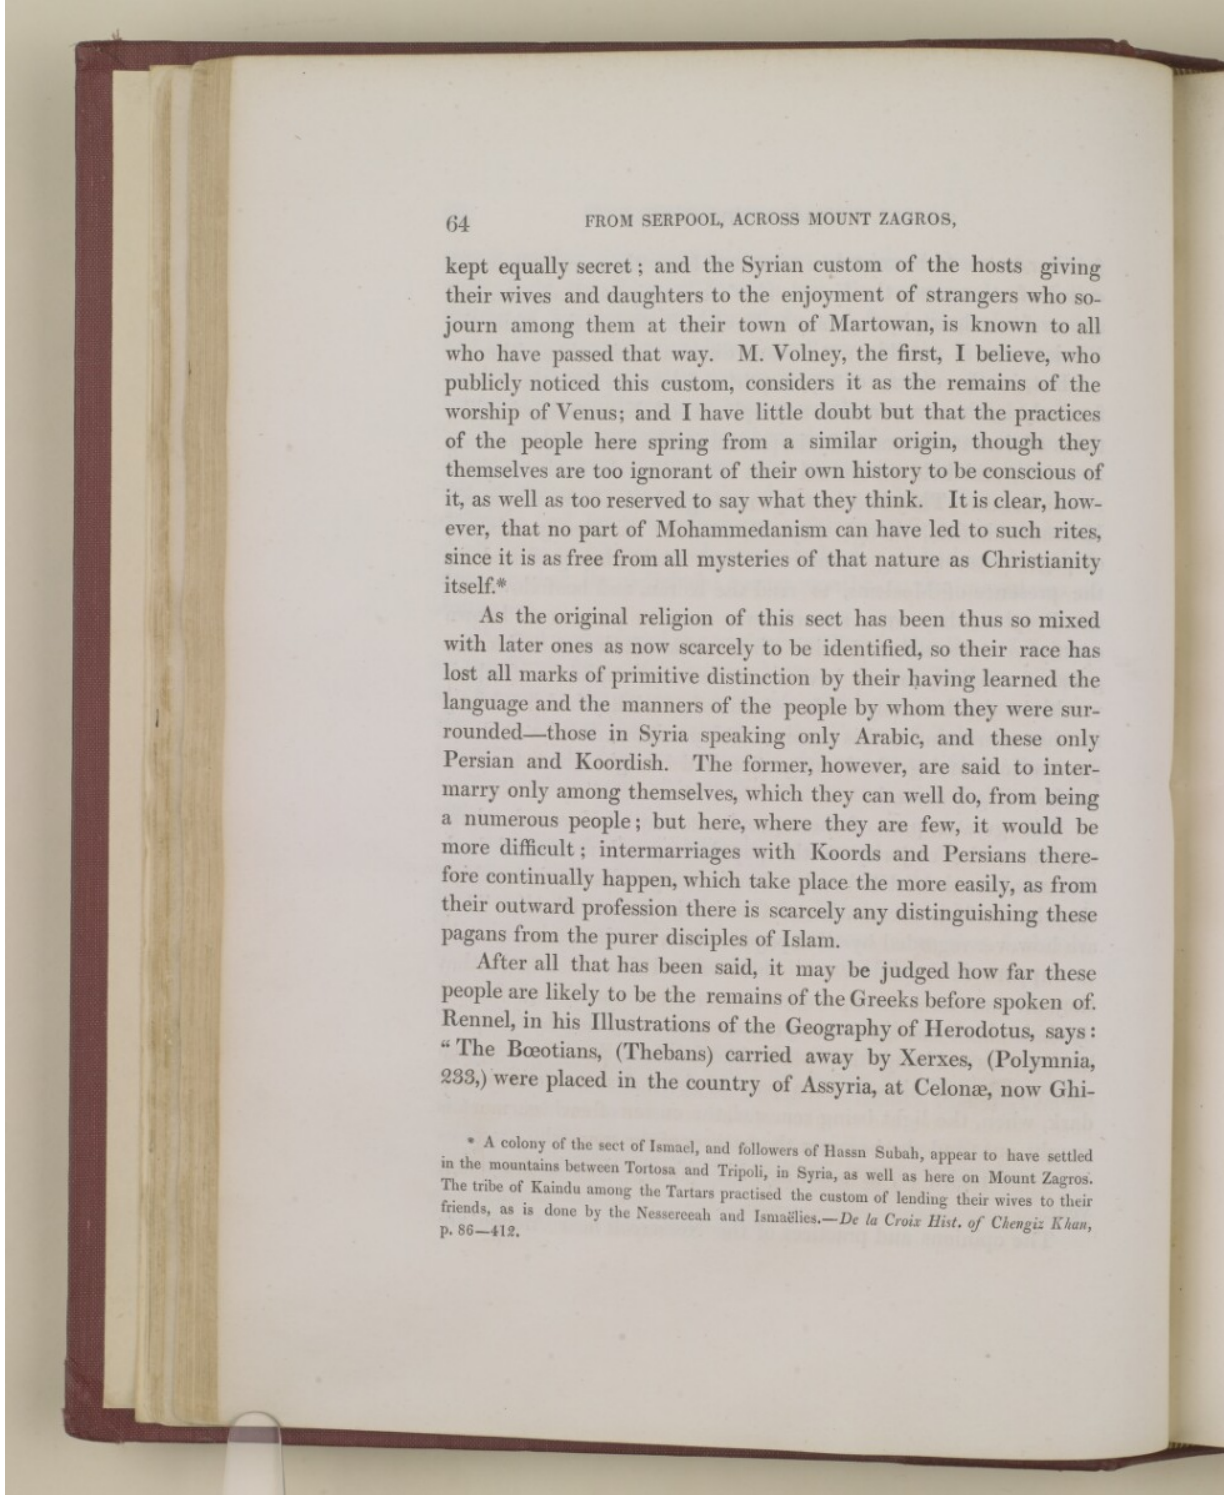 64 FROM SERPOOL, ACROSS MOUNT ZAGROS,
kept equally secret ; and the Syrian custom of the hosts giving
their wives and daughters to the enjoyment of strangers who so-
journ among them at their town of Martowan, is known to all
who have passed that way. M. Volney, the first, I believe, who
publicly noticed this custom, considers it as the remains of the
worship of Venus; and I have little doubt but that the practices
of the people here spring from a similar origin, though they
themselves are too ignorant of their own history to be conscious of
it, as well as too reserved to say what they think. It is clear, how-
ever, that no part of Mohammedanism can have led to such rites,
since it is as free from all mysteries of that nature as Christianity
itself.*
As the original religion of this sect has been thus so mixed
with later ones as now scarcely to be identified, so their race has
lost all marks of primitive distinction by their having learned the
language and the manners of the people by whom they were sur-
rounded—those in Syria speaking only Arabic, and these only
Persian and Koordish. The former, however, are said to inter-
marry only among themselves, which they can well do, from being
a numerous people ; but here, where they are few, it would be
more difficult ; intermarriages with Koords and Persians there-
fore continually happen, which take place the more easily, as from
their outward profession there is scarcely any distinguishing these
pagans from the purer disciples of Islam.
After all that has been said, it may be judged how far these
people are likely to be the remains of the Greeks before spoken of.
Rennel, in his Illustrations of the Geography of Herodotus, says :
“ The Bœotians, (Thebans) carried away by Xerxes, (Polymnia,
233,) were placed in the country of Assyria, at Celonæ, now Ghi-
* A colony of the sect of Ismael, and followers of Hassn Subah, appear to have settled
in the mountains between Tortosa and Tripoli, in Syria, as well as here on Mount Zagros.
The tribe of Kaindu among the Tartars practised the custom of lending their wives to their
friends, as is done by the Nessereeah and Ismaëlies.—De la Croix Hist. of Chengiz Khan,
p. 86—412.